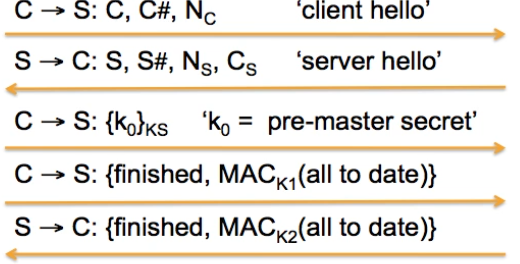 C → S: C, C#, N_C 'client hello'
S → C: S, S#, N_S, C_S 'server hello'
C → S: {k_0}_KS 'k_0 = pre-master secret'
C → S: {finished, MAC_K1(all to date)}
S → C: {finished, MAC_K2(all to date)}